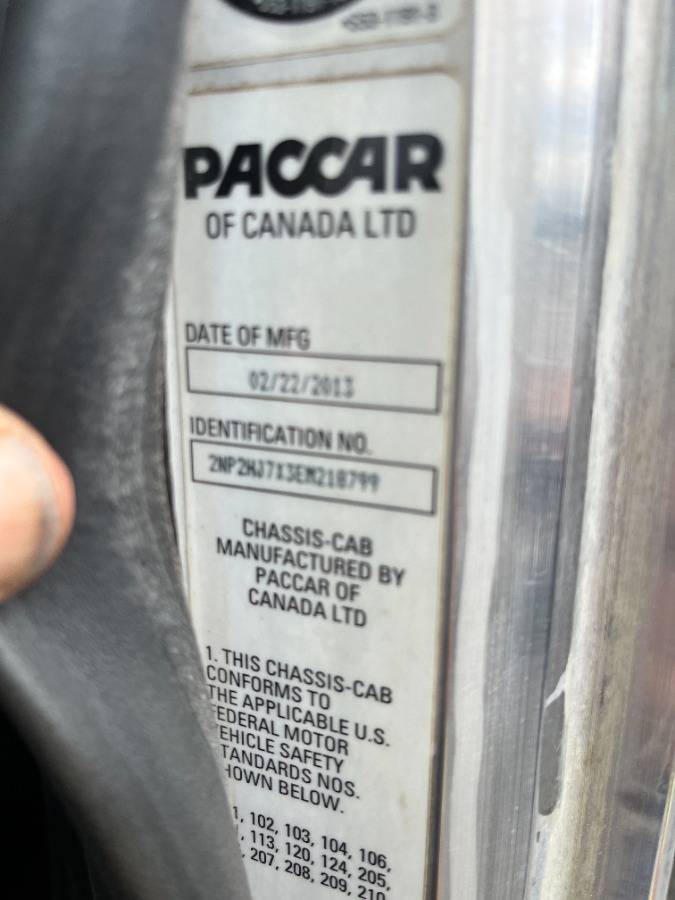 PACCAR
OF CANADA LTD
DATE OF MFG
02/22/2013
IDENTIFICATION NO.
2NP2HJ7X3EM218799
CHASSIS-CAB
MANUFACTURED BY
PACCAR OF
CANADA LTD
1. THIS CHASSIS-CAB
CONFORMS TO
THE APPLICABLE U.S.
FEDERAL MOTOR
EHICLE SAFETY
TANDARDS NOS.
HOWN BELOW.
1, 102, 103, 104, 106,
, 113, 120, 124, 205,
, 207, 208, 209, 210